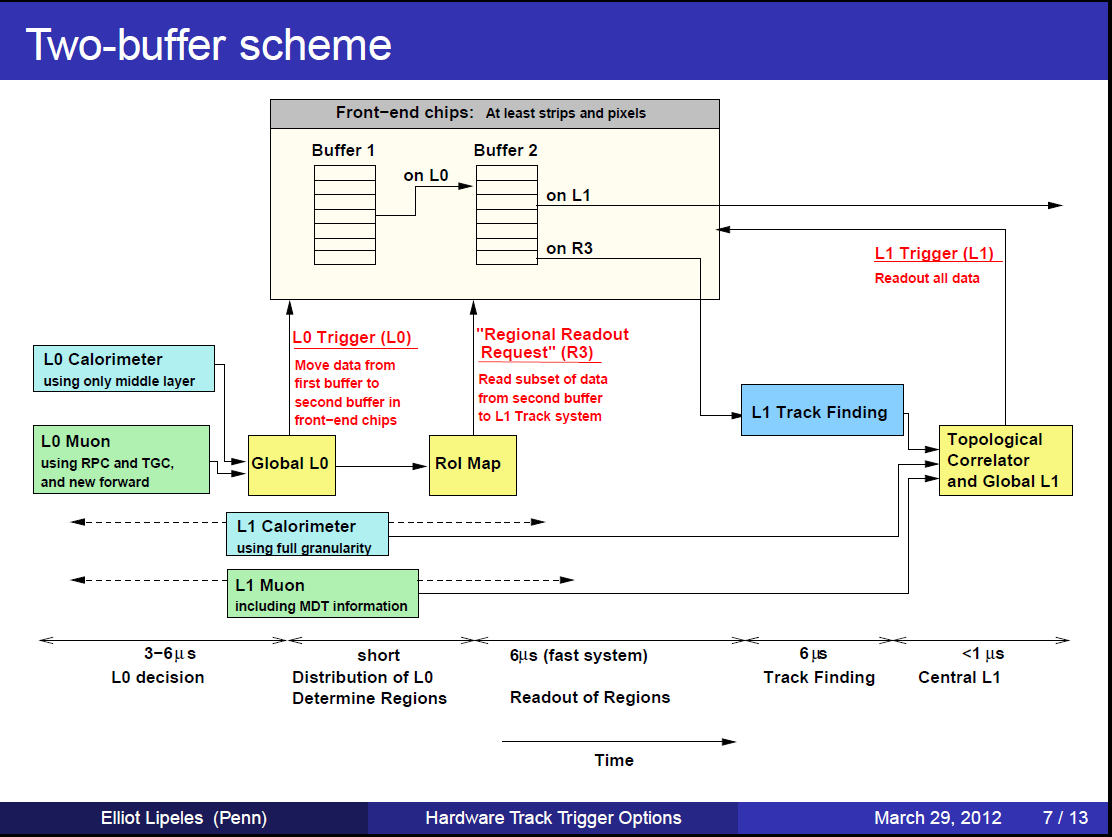 Two-buffer scheme
Front−end chips: At least strips and pixels
Buffer 1
Buffer 2
on L0
on L1
on R3
L1 Trigger (L1)
Readout all data
L0 Trigger (L0)
Move data from
first buffer to
second buffer in
front−end chips
"Regional Readout
Request" (R3)
Read subset of data
from second buffer
to L1 Track system
L0 Calorimeter
using only middle layer
L0 Muon
using RPC and TGC,
and new forward
Global L0
RoI Map
L1 Track Finding
Topological
Correlator
and Global L1
L1 Calorimeter
using full granularity
L1 Muon
including MDT information
3−6μs
L0 decision
short
Distribution of L0
Determine Regions
6μs (fast system)
Readout of Regions
6μs
Track Finding
<1 μs
Central L1
Time
Elliot Lipeles (Penn)
Hardware Track Trigger Options
March 29, 2012
7 / 13